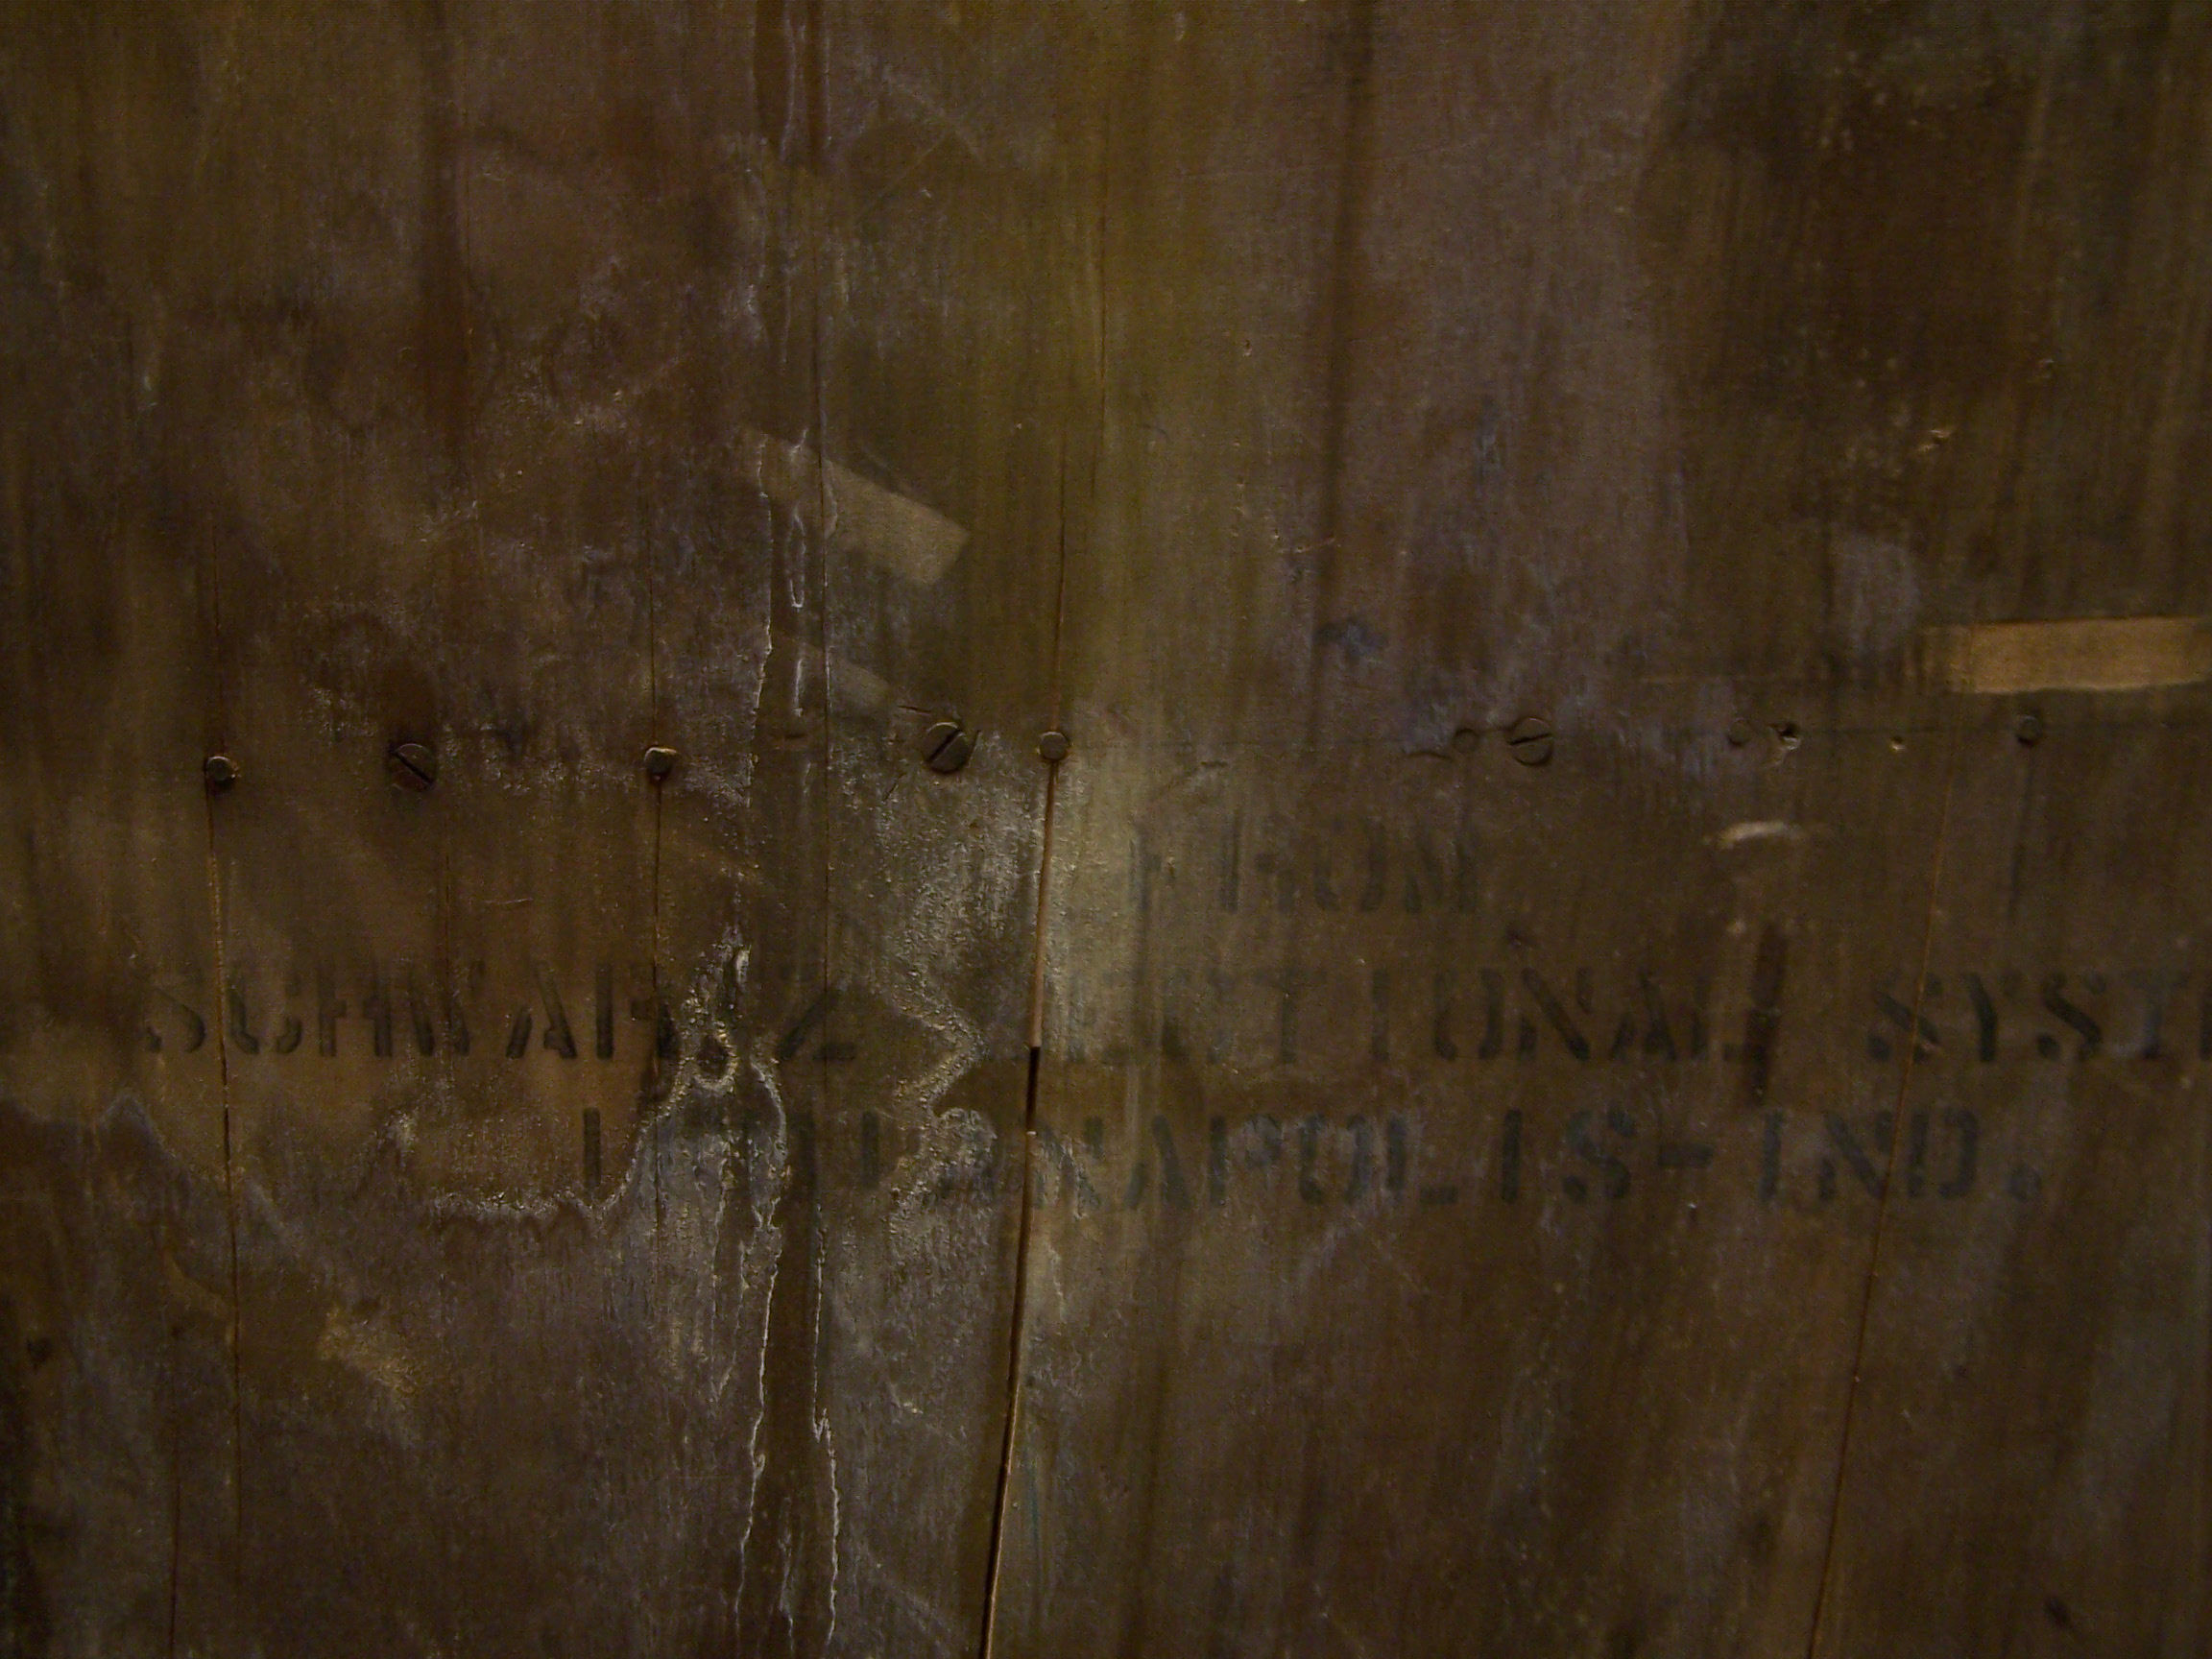 FROM
SCHWARTZ SECTIONAL SYST
INDIANAPOLIS-IND.